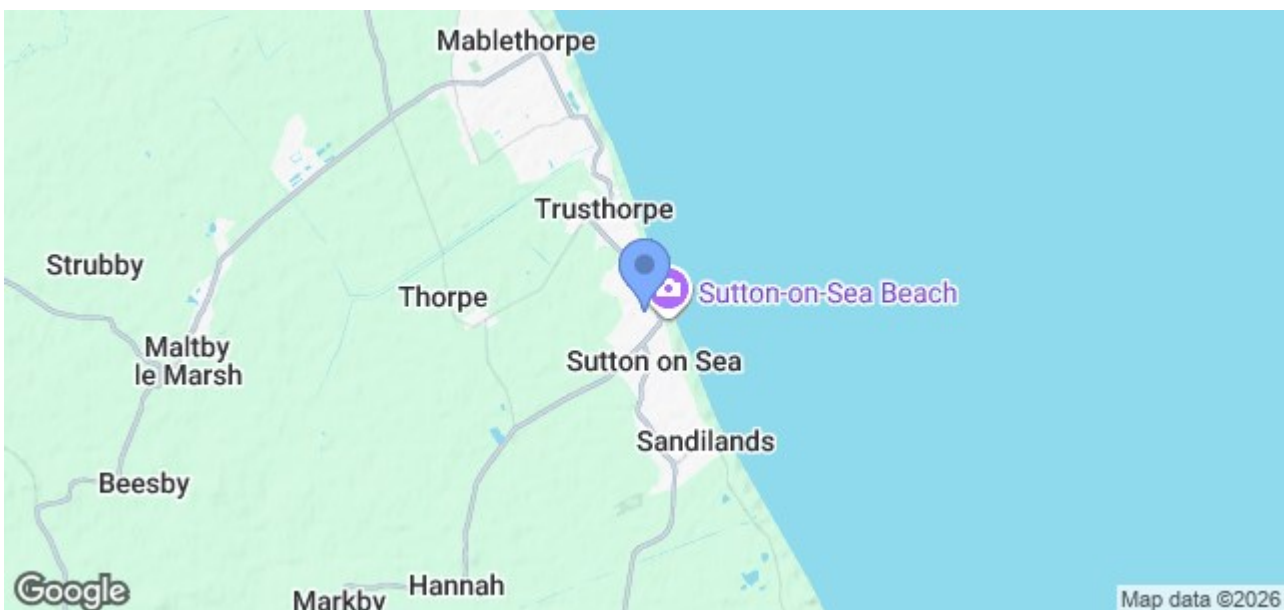 Mablethorpe
Trusthorpe
Strubby
Thorpe
Sutton-on-Sea Beach
Maltby
le Marsh
Sutton on Sea
Sandilands
Beesby
Hannah
Markby
Google
Map data ©2026